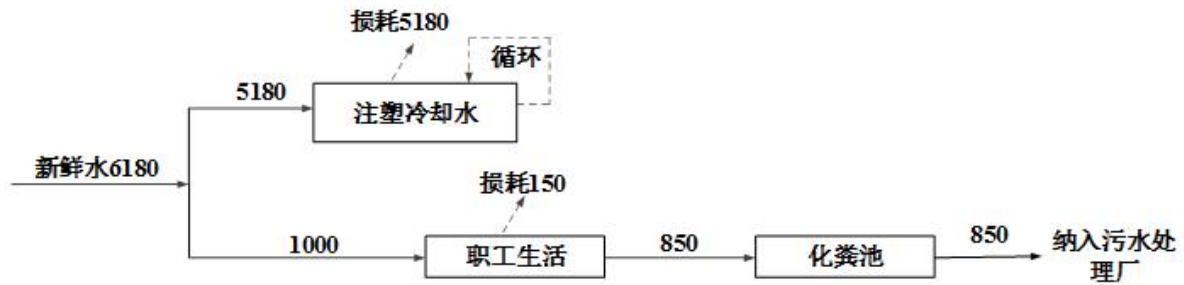 损耗5180
循环
5180
注塑冷却水
新鲜水6180
损耗150
1000
职工生活
850
化粪池
850
纳入污水处
理厂